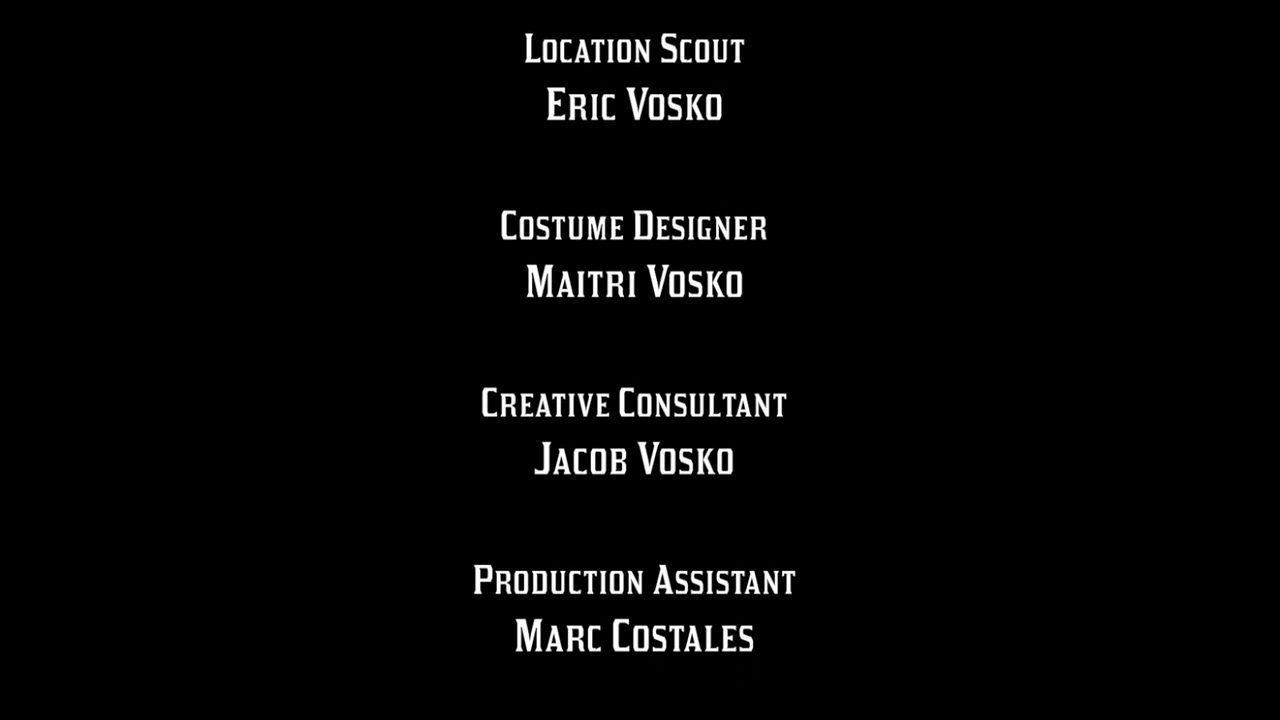 Location Scout
Eric Vosko
Costume Designer
Maitri Vosko
Creative Consultant
Jacob Vosko
Production Assistant
Marc Costales